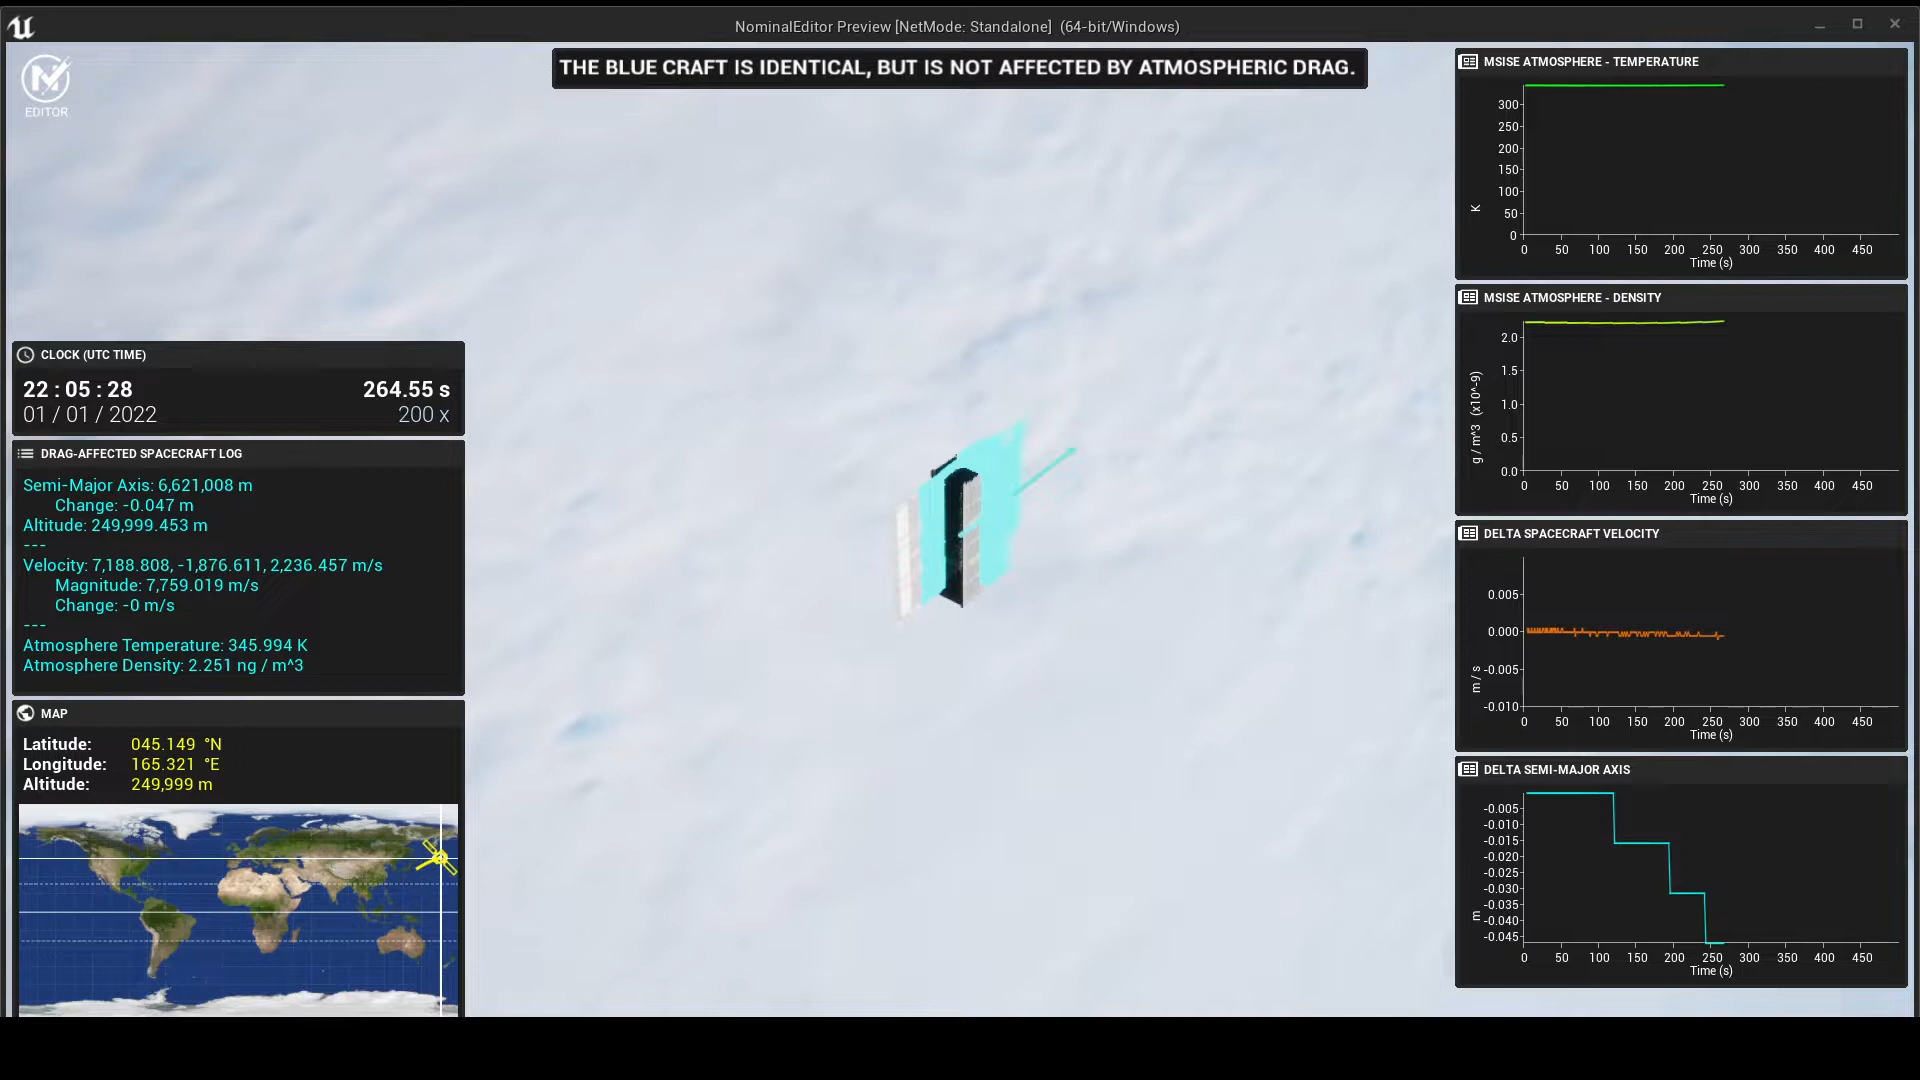 NominalEditor Preview [NetMode: Standalone] (64-bit/Windows)
EDITOR
THE BLUE CRAFT IS IDENTICAL, BUT IS NOT AFFECTED BY ATMOSPHERIC DRAG.
CLOCK (UTC TIME)
22 : 05 : 28 264.55 s
01 / 01 / 2022 200 x
DRAG-AFFECTED SPACECRAFT LOG
Semi-Major Axis: 6,621,008 m
Change: -0.047 m
Altitude: 249,999.453 m
---
Velocity: 7,188.808, -1,876.611, 2,236.457 m/s
Magnitude: 7,759.019 m/s
Change: -0 m/s
---
Atmosphere Temperature: 345.994 K
Atmosphere Density: 2.251 ng / m^3
MAP
Latitude: 045.149 °N
Longitude: 165.321 °E
Altitude: 249,999 m
MSISE ATMOSPHERE - TEMPERATURE
300
250
200
150
100
50
0
K
0 50 100 150 200 250 300 350 400 450
Time (s)
MSISE ATMOSPHERE - DENSITY
2.0
1.5
1.0
0.5
0.0
g / m^3 (x10^-9)
0 50 100 150 200 250 300 350 400 450
Time (s)
DELTA SPACECRAFT VELOCITY
0.005
0.000
-0.005
-0.010
m / s
0 50 100 150 200 250 300 350 400 450
Time (s)
DELTA SEMI-MAJOR AXIS
-0.005
-0.010
-0.015
-0.020
-0.025
-0.030
-0.035
-0.040
-0.045
m
0 50 100 150 200 250 300 350 400 450
Time (s)